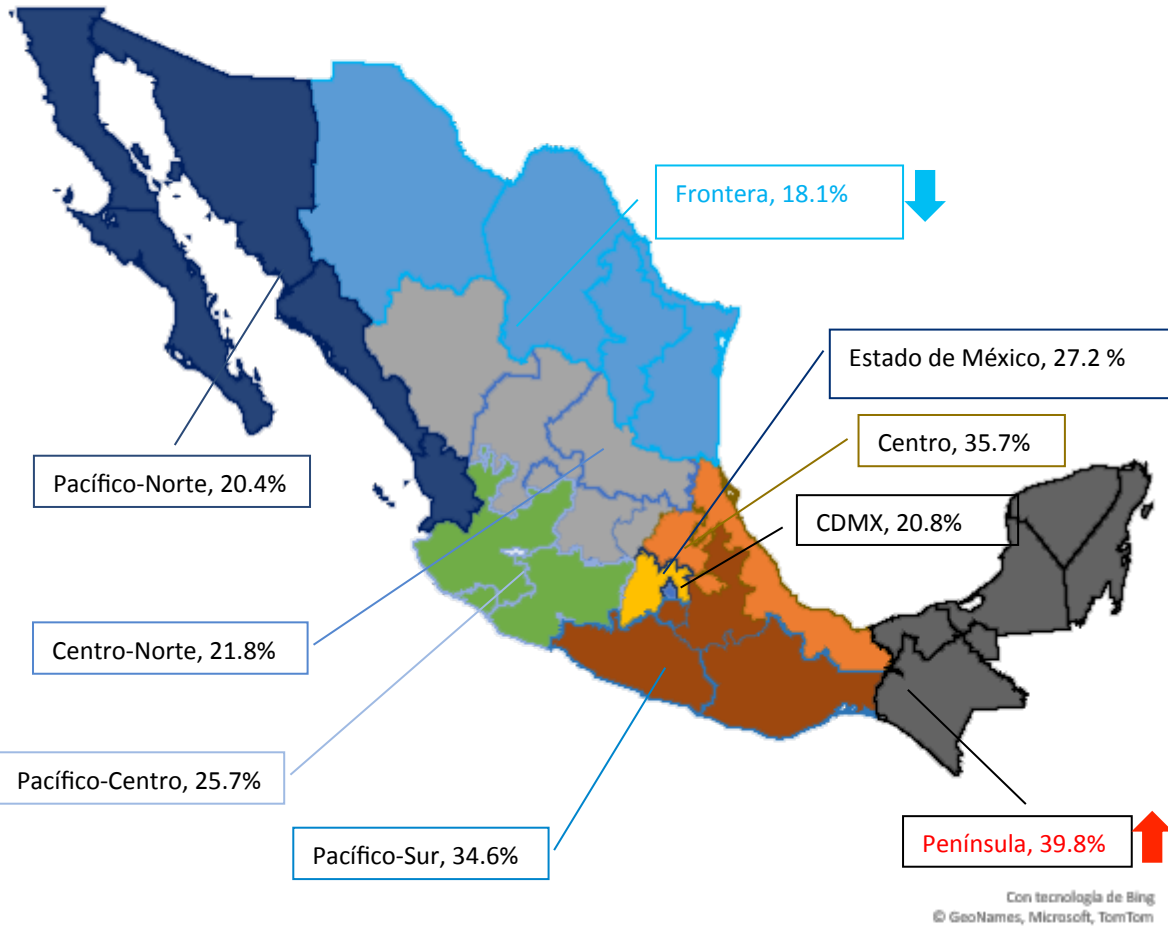 Frontera, 18.1%
Estado de México, 27.2 %
Centro, 35.7%
Pacífico-Norte, 20.4%
CDMX, 20.8%
Centro-Norte, 21.8%
Pacífico-Centro, 25.7%
Pacífico-Sur, 34.6%
Península, 39.8%
Con tecnología de Bing
© GeoNames, Microsoft, TomTom